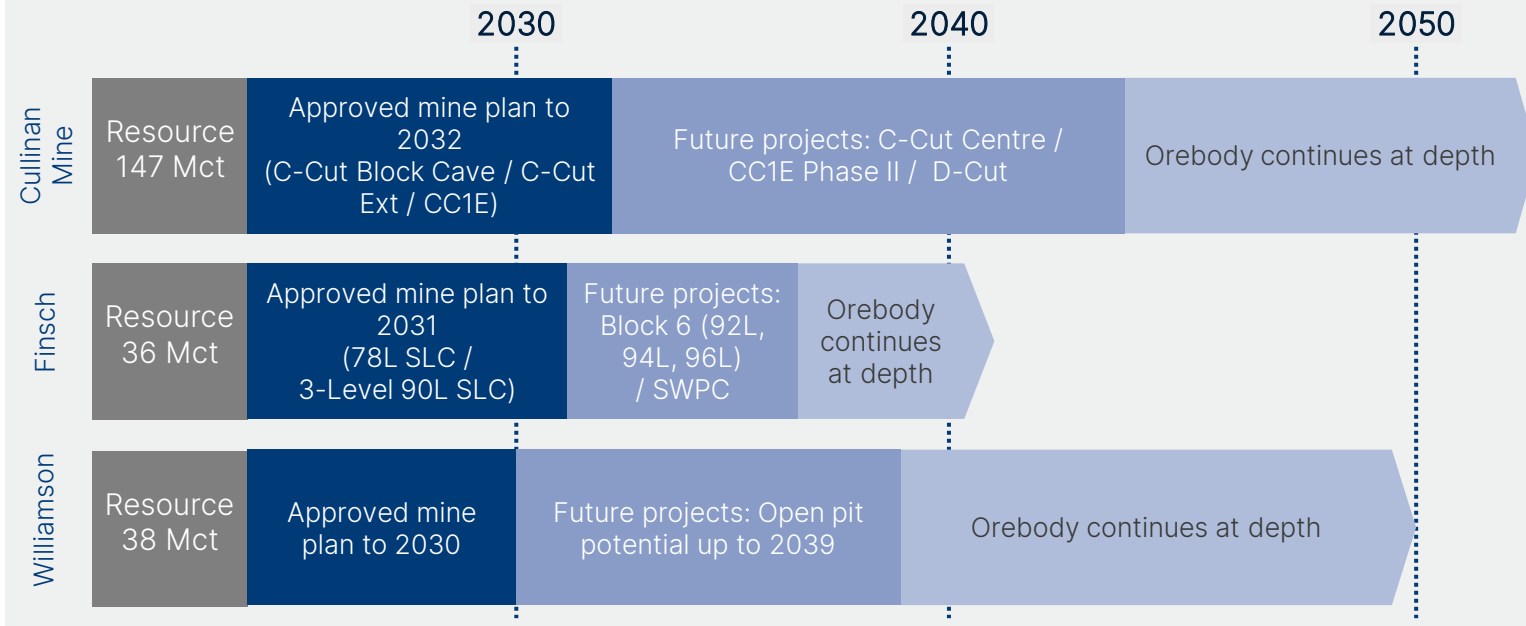 2030
2040
2050
Cullinan
Mine
Resource
147 Mct
Approved mine plan to
2032
(C-Cut Block Cave / C-Cut
Ext / CC1E)
Future projects: C-Cut Centre /
CC1E Phase II / D-Cut
Orebody continues at depth
Finsch
Resource
36 Mct
Approved mine plan to
2031
(78L SLC /
3-Level 90L SLC)
Future projects:
Block 6 (92L,
94L, 96L)
/ SWPC
Orebody
continues
at depth
Williamson
Resource
38 Mct
Approved mine
plan to 2030
Future projects: Open pit
potential up to 2039
Orebody continues at depth